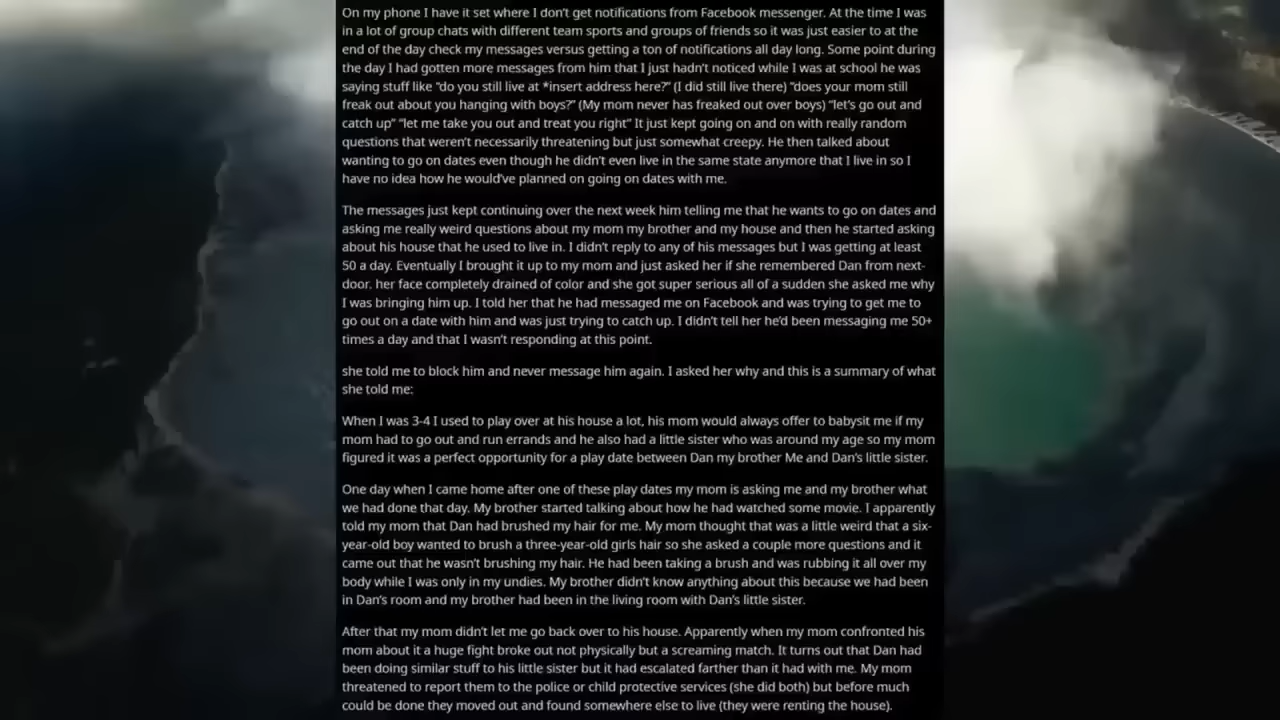 On my phone I have it set where I don't get notifications from Facebook messenger. At the time I was
in a lot of group chats with different team sports and groups of friends so it was just easier to at the
end of the day check my messages versus getting a ton of notifications all day long. Some point during
the day I had gotten more messages from him that I just hadn't noticed while I was at school he was
saying stuff like "do you still live at *insert address here?" (I did still live there) "does your mom still
freak out about you hanging with boys?" (My mom never has freaked out over boys) "let's go out and
catch up" "let me take you out and treat you right" It just kept going on and on with really random
questions that weren't necessarily threatening but just somewhat creepy. He then talked about
wanting to go on dates even though he didn't even live in the same state anymore that I live in so I
have no idea how he would've planned on going on dates with me.
The messages just kept continuing over the next week him telling me that he wants to go on dates and
asking me really weird questions about my mom my brother and my house and then he started asking
about his house that he used to live in. I didn't reply to any of his messages but I was getting at least
50 a day. Eventually I brought it up to my mom and just asked her if she remembered Dan from next-
door. her face completely drained of color and she got super serious all of a sudden she asked me why
I was bringing him up. I told her that he had messaged me on Facebook and was trying to get me to
go out on a date with him and was just trying to catch up. I didn't tell her he'd been messaging me 50+
times a day and that I wasn't responding at this point.
she told me to block him and never message him again. I asked her why and this is a summary of what
she told me:
When I was 3-4 I used to play over at his house a lot, his mom would always offer to babysit me if my
mom had to go out and run errands and he also had a little sister who was around my age so my mom
figured it was a perfect opportunity for a play date between Dan my brother Me and Dan's little sister.
One day when I came home after one of these play dates my mom is asking me and my brother what
we had done that day. My brother started talking about how he had watched some movie. I apparently
told my mom that Dan had brushed my hair for me. My mom thought that was a little weird that a six-
year-old boy wanted to brush a three-year-old girls hair so she asked a couple more questions and it
came out that he wasn't brushing my hair. He had been taking a brush and was rubbing it all over my
body while I was only in my undies. My brother didn't know anything about this because we had been
in Dan's room and my brother had been in the living room with Dan's little sister.
After that my mom didn't let me go back over to his house. Apparently when my mom confronted his
mom about it a huge fight broke out not physically but a screaming match. It turns out that Dan had
been doing similar stuff to his little sister but it had escalated farther than it had with me. My mom
threatened to report them to the police or child protective services (she did both) but before much
could be done they moved out and found somewhere else to live (they were renting the house).